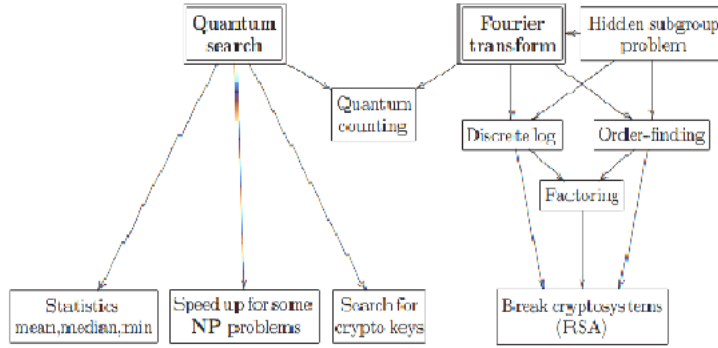 Quantum
search
Fourier
transform
Hidden subgroup
problem
Quantum
counting
Discrete log
Order-finding
Factoring
Statistics
mean,median,min
Speed up for some
NP problems
Search for
crypto keys
Break cryptosystems
(RSA)